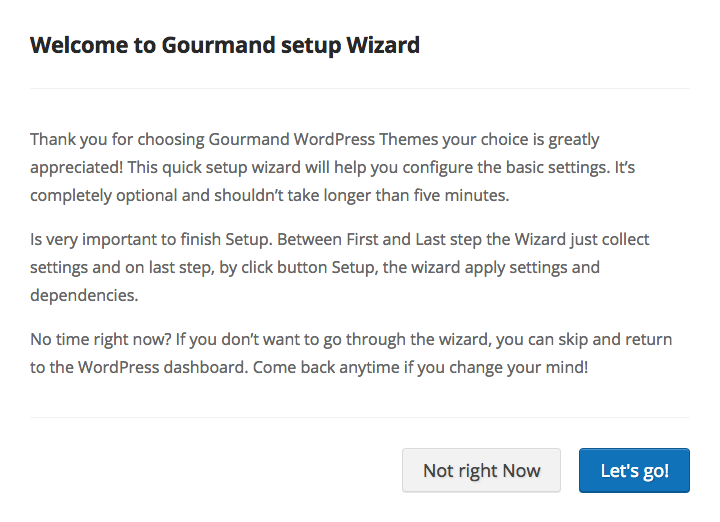 Welcome to Gourmand setup Wizard
Thank you for choosing Gourmand WordPress Themes your choice is greatly
appreciated! This quick setup wizard will help you configure the basic settings. It’s
completely optional and shouldn’t take longer than five minutes.
Is very important to finish Setup. Between First and Last step the Wizard just collect
settings and on last step, by click button Setup, the wizard apply settings and
dependencies.
No time right now? If you don’t want to go through the wizard, you can skip and return
to the WordPress dashboard. Come back anytime if you change your mind!
Not right Now
Let's go!